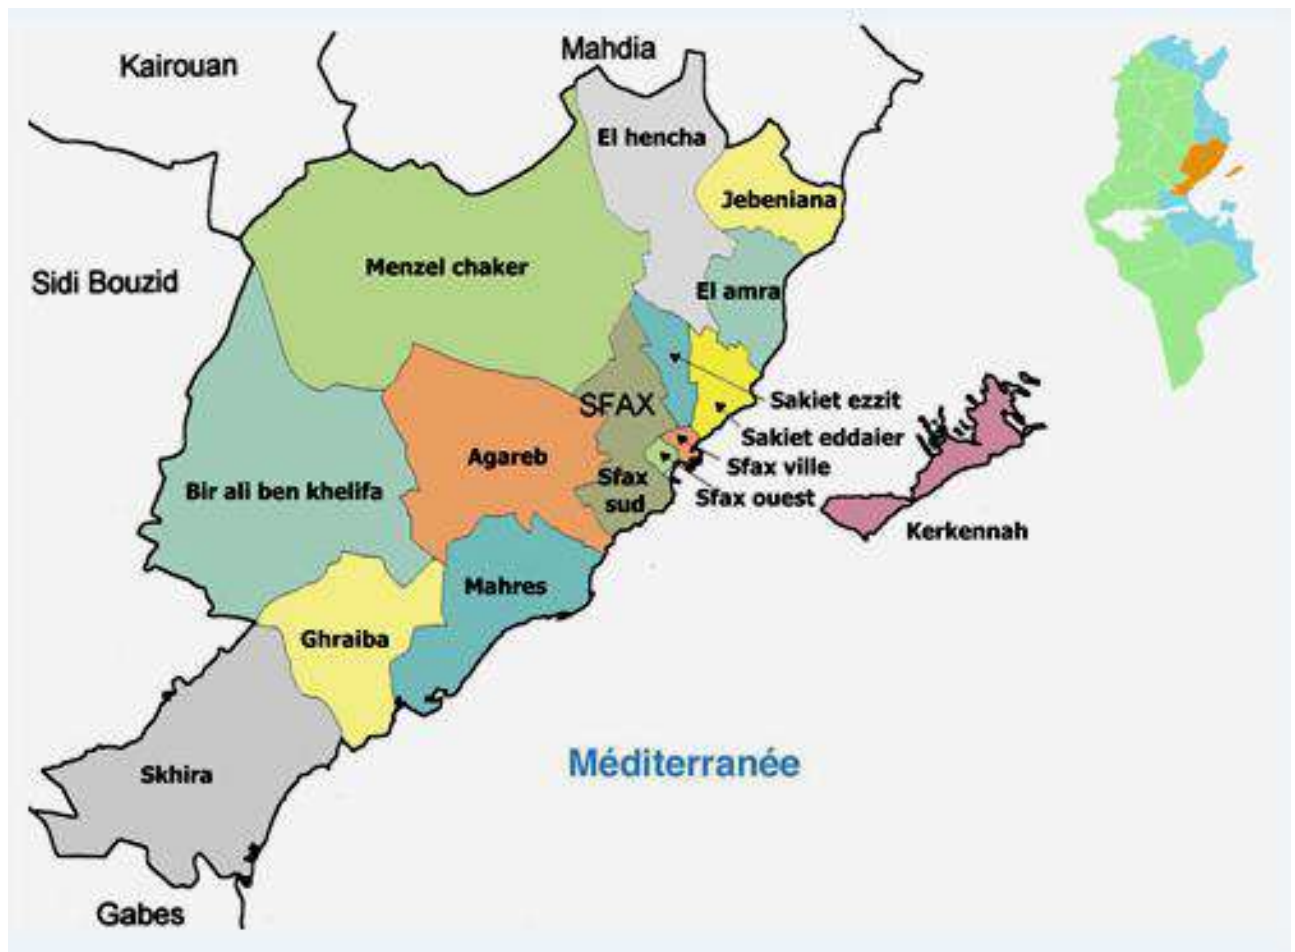 Mahdia
Kairouan
El hencha
Jebeniana
Menzel chaker
Sidi Bouzid
El amra
Sakiet ezzit
SFAX
Sakiet eddaier
Agareb
Sfax ville
Sfax
sud
Bir ali ben khelifa
Sfax ouest
Kerkennah
Mahres
Ghraiba
Méditerranée
Skhira
Gabes